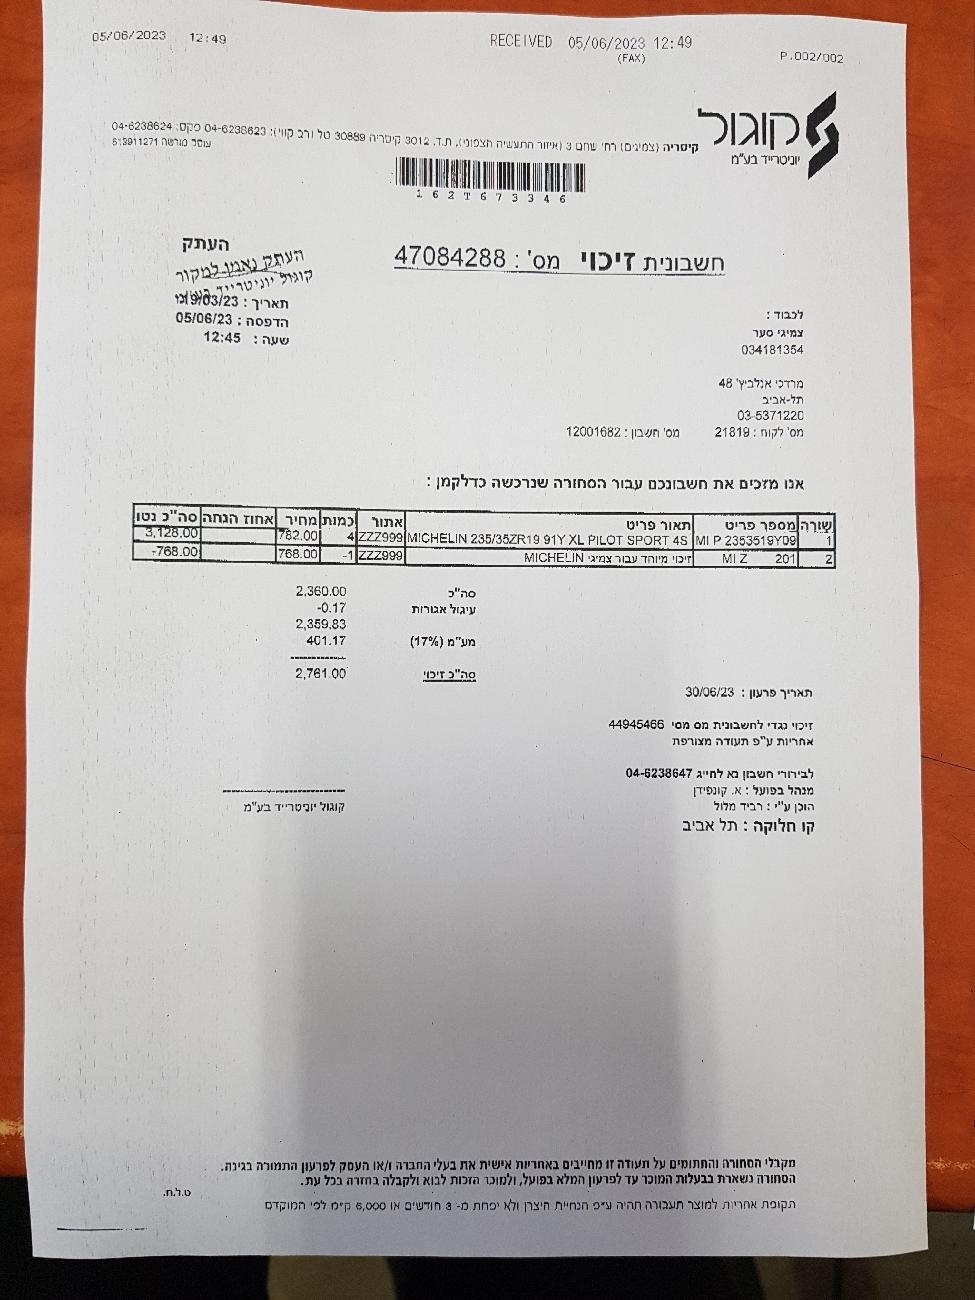 05/06/2023 12:49 RECEIVED 05/06/2023 12:49
(FAX)
P.002/002
קוגול
יוניטרייד בע"מ
קיסריה (צמיגים) רח' שחם 3 (איזור התעשיה הצפוני), ת.ד. 3012 קיסריה 30889 טל (רב קווי): 04-6238623 פקס: 04-6238624
עוסק מורשה 513911271
162T673346
העתק
העתק נאמן למקור
קוגול יוניטרייד בע"מ
חשבונית זיכוי מס' : 47084288
תאריך : 19/03/23
הדפסה : 05/06/23
שעה : 12:45
לכבוד :
צמיגי סער
034181354
מרדכי אנלביץ' 48
תל-אביב
03-5371220
מס' לקוח : 21819 מס' חשבון : 12001682
אנו מזכים את חשבונכם עבור הסחורה שנרכשה כדלקמן :
שורה מספר פריט תאור פריט אתור כמות מחיר אחוז הנחה סה"כ נטו
1 MI P 2353519Y09 MICHELIN 235/35ZR19 91Y XL PILOT SPORT 4S ZZZ999 4 782.00 3,128.00
2 MI Z 201 זיכוי מיוחד עבור צמיגי MICHELIN ZZZ999 -1 768.00 -768.00
סה"כ 2,360.00
עיגול אגורות -0.17
2,359.83
מע"מ (17%) 401.17
סה"כ זיכוי 2,761.00
תאריך פרעון : 30/06/23
זיכוי נגדי לחשבונית מס מסי 44945466
אחריות ע"פ תעודה מצורפת
לבירורי חשבון נא לחייג 04-6238647
מנהל בפועל : א. קונפידן
הוכן ע"י : רביד מלול
קו חלוקה : תל אביב
קוגול יוניטרייד בע"מ
מקבלי הסחורה והחתומים על תעודה זו מחייבים באחריות אישית את בעלי החברה ו/או העסק לפרעון התמורה בגינה.
הסחורה נשארת בבעלות המוכר עד לפרעון המלא בפועל, ולמוכר הזכות לבוא ולקבלה בחזרה בכל עת.
ט.ל.ח.
תקופת אחריות למוצר תעבורה תהיה ע"פ הנחיית היצרן ולא יפחת מ- 3 חודשים או 6,000 ק"מ לפי המוקדם